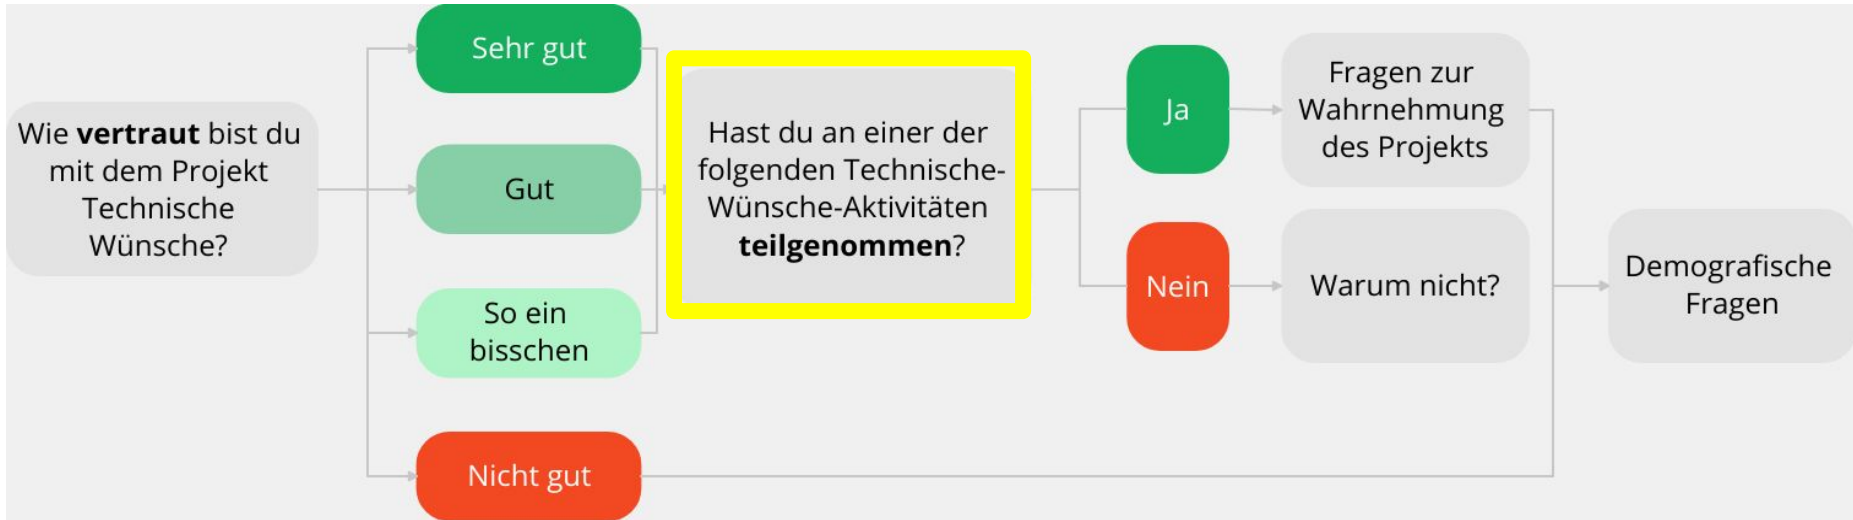 Wie vertraut bist du
mit dem Projekt
Technische
Wünsche?
Sehr gut
Gut
So ein
bisschen
Nicht gut
Hast du an einer der
folgenden Technische-
Wünsche-Aktivitäten
teilgenommen?
Ja
Nein
Fragen zur
Wahrnehmung
des Projekts
Warum nicht?
Demografische
Fragen